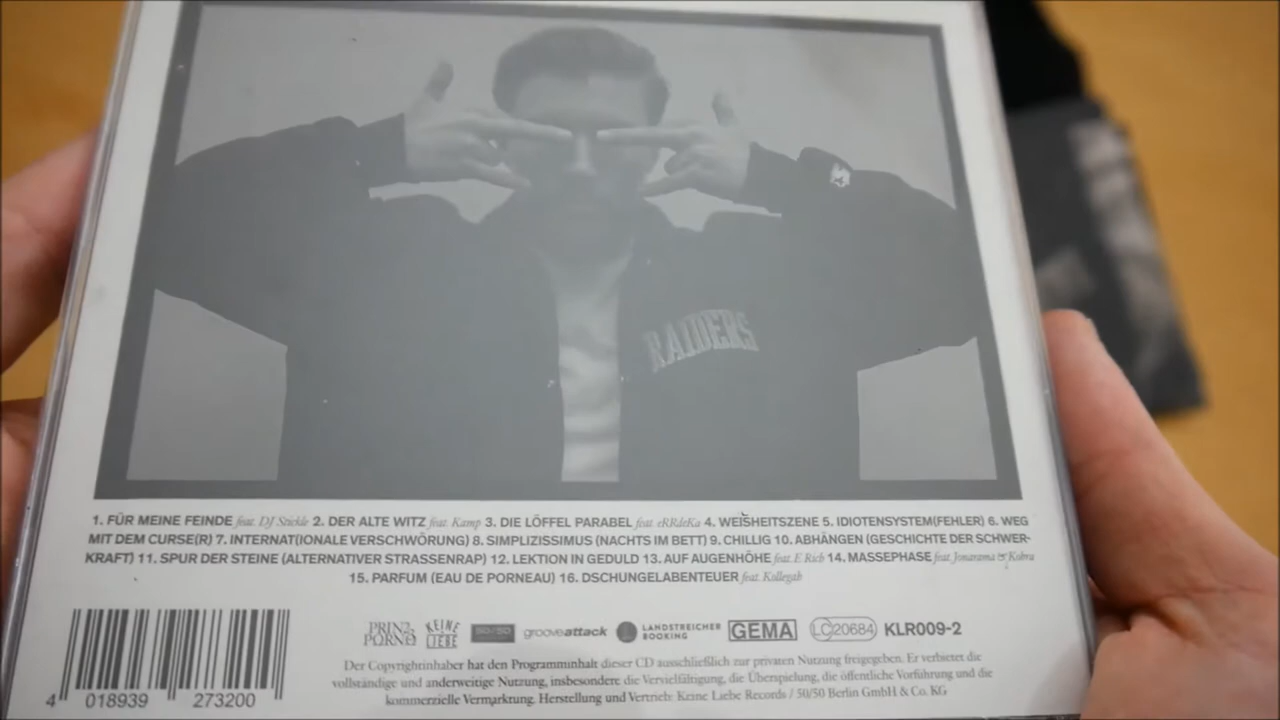 RAIDERS
1. FÜR MEINE FEINDE feat. DJ Stickle 2. DER ALTE WITZ feat. Kamp 3. DIE LÖFFEL PARABEL feat. eRRdeKa 4. WEISHEITSZENE 5. IDIOTENSYSTEM(FEHLER) 6. WEG
MIT DEM CURSE(R) 7. INTERNAT(IONALE VERSCHWÖRUNG) 8. SIMPLIZISSIMUS (NACHTS IM BETT) 9. CHILLIG 10. ABHÄNGEN (GESCHICHTE DER SCHWER-
KRAFT) 11. SPUR DER STEINE (ALTERNATIVER STRASSENRAP) 12. LEKTION IN GEDULD 13. AUF AUGENHÖHE feat. E Rich 14. MASSEPHASE feat. Jonarama & Kobra
15. PARFUM (EAU DE PORNEAU) 16. DSCHUNGELABENTEUER feat. Kollegah
PRINZ PORNO
KEINE LIEBE
50/50
grooveattack
LANDSTREICHER
BOOKING
GEMA
LC20684
KLR009-2
Der Copyrightinhaber hat den Programminhalt dieser CD ausschließlich zur privaten Nutzung freigegeben. Er verbietet die
vollständige und anderweitige Nutzung, insbesondere die Vervielfältigung, die Überspielung, die öffentliche Vorführung und die
kommerzielle Vermarkung. Herstellung und Vertrieb: Keine Liebe Records / 50/50 Berlin GmbH & Co. KG
4 018939 273200